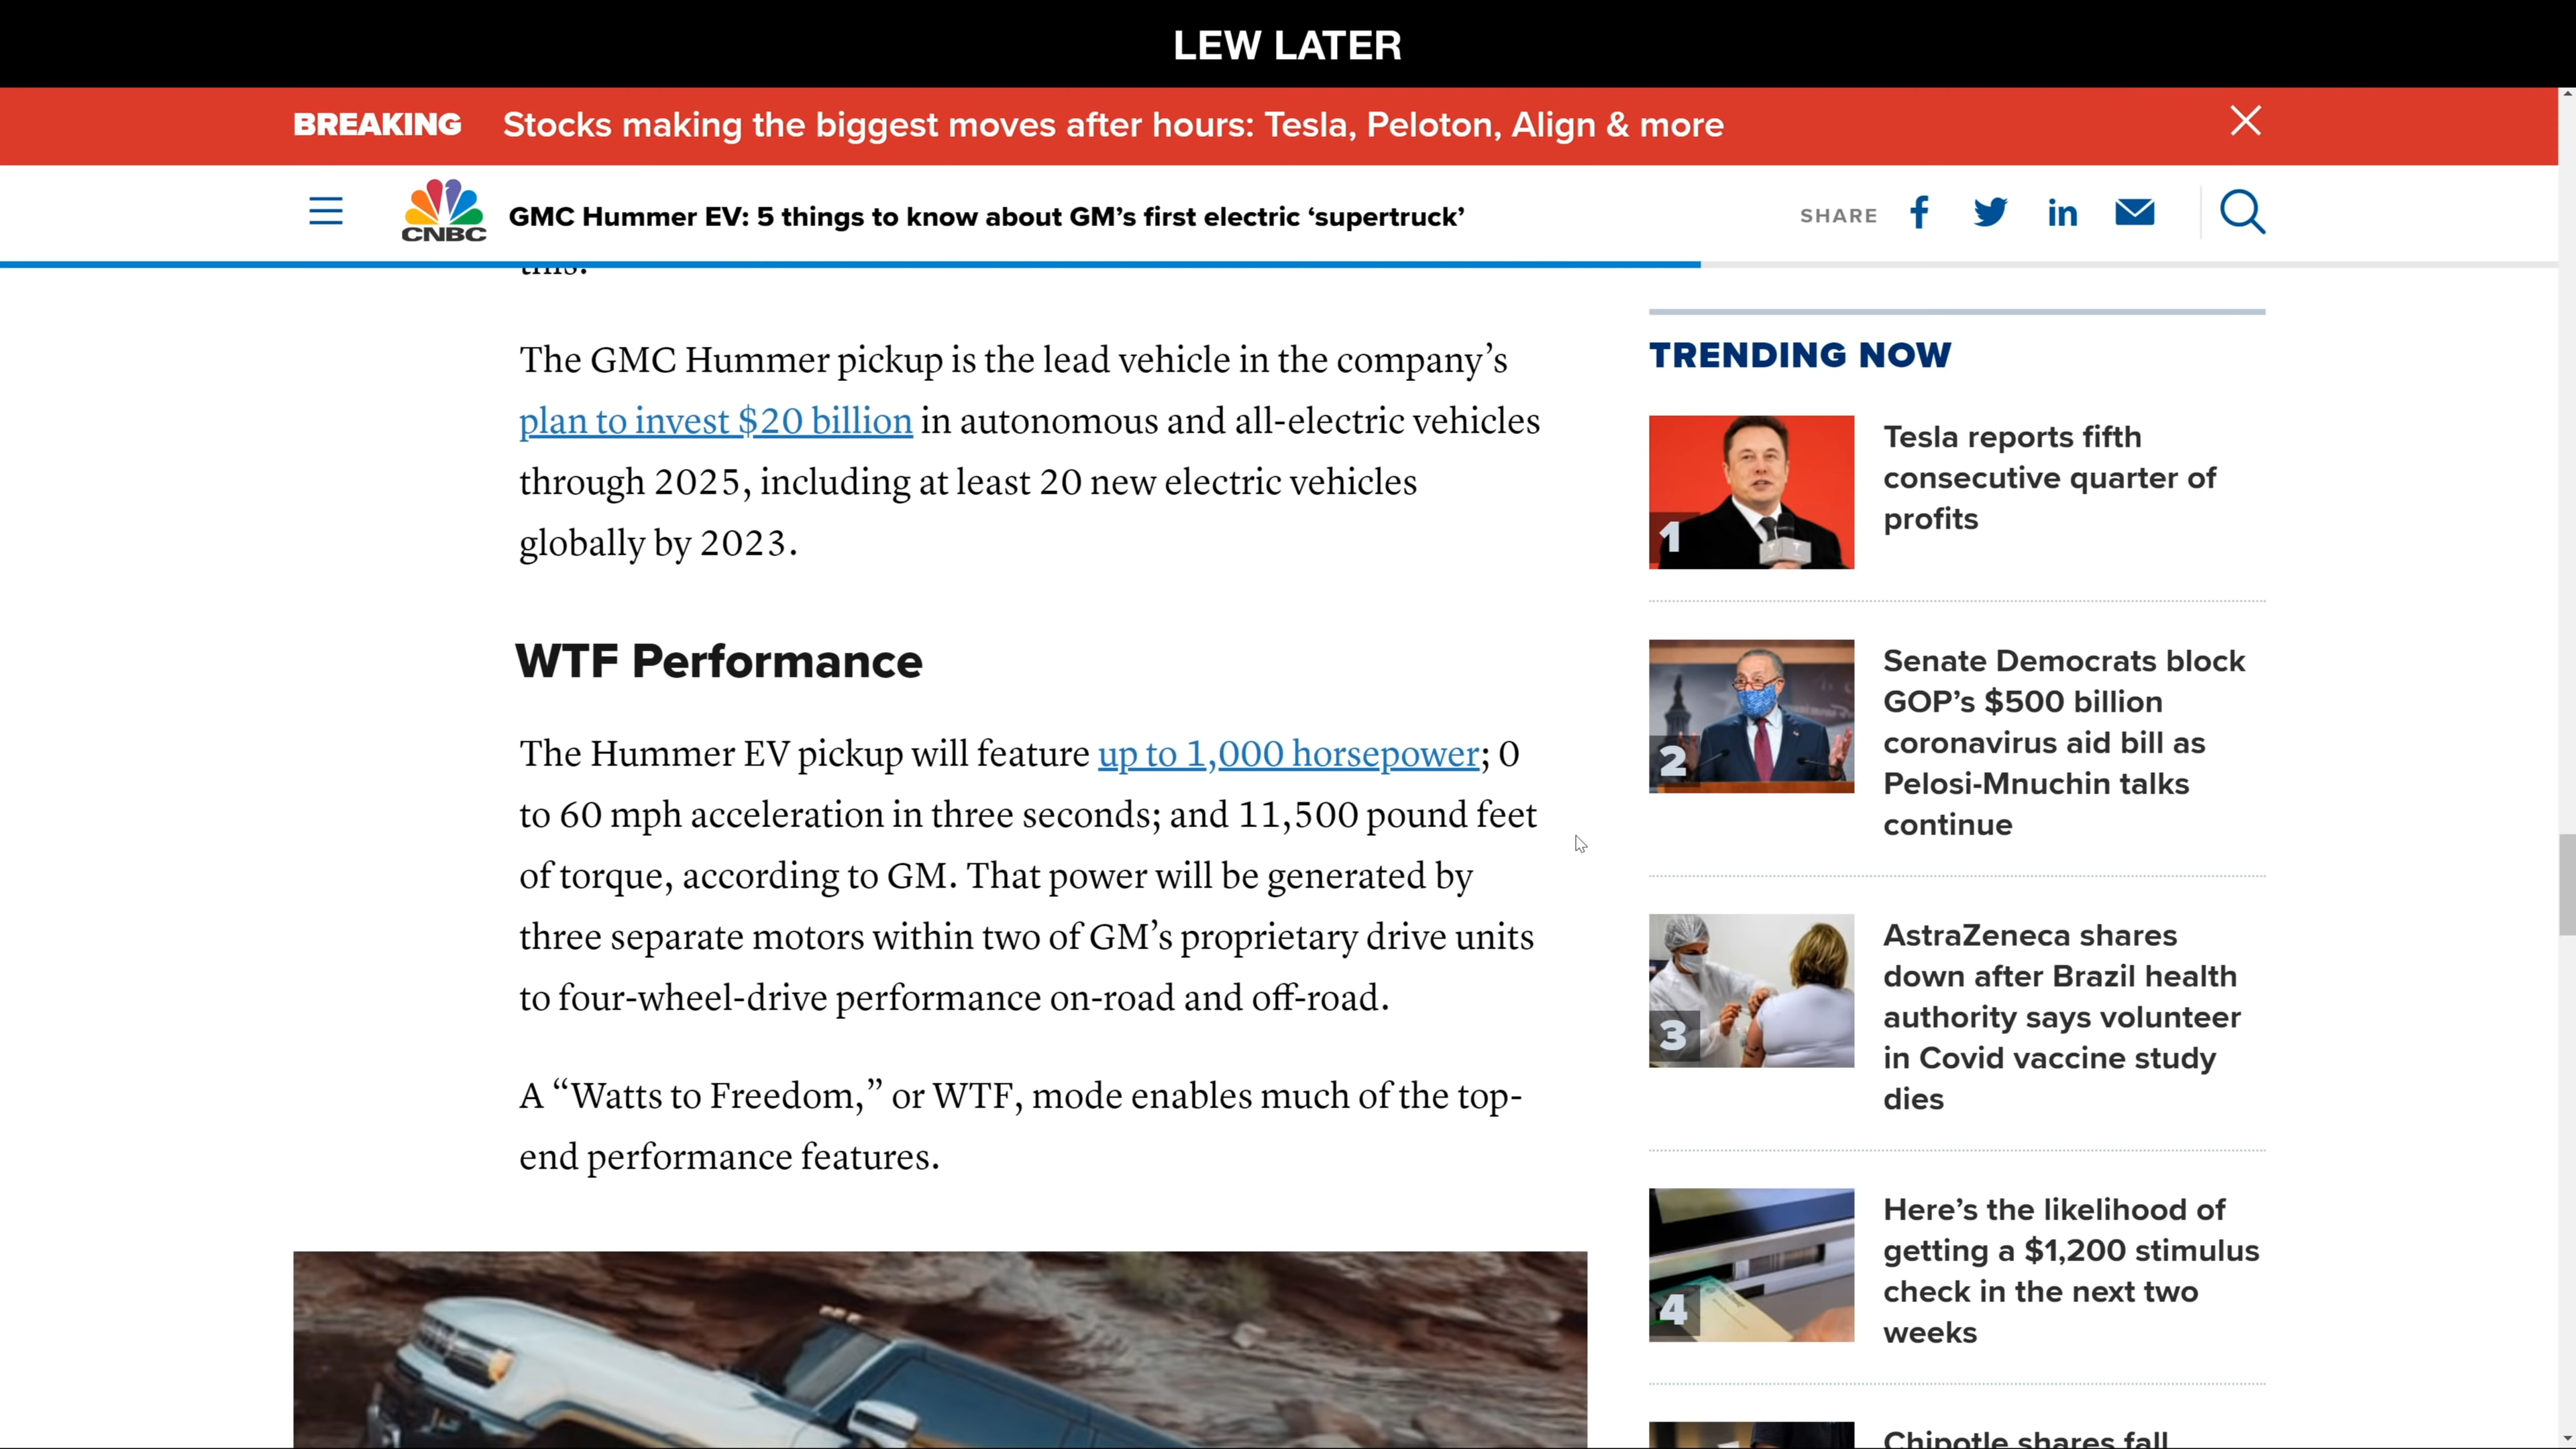 LEW LATER
BREAKING Stocks making the biggest moves after hours: Tesla, Peloton, Align & more
CNBC
GMC Hummer EV: 5 things to know about GM’s first electric ‘supertruck’
SHARE
this.
The GMC Hummer pickup is the lead vehicle in the company’s
plan to invest $20 billion in autonomous and all-electric vehicles
through 2025, including at least 20 new electric vehicles
globally by 2023.
WTF Performance
The Hummer EV pickup will feature up to 1,000 horsepower; 0
to 60 mph acceleration in three seconds; and 11,500 pound feet
of torque, according to GM. That power will be generated by
three separate motors within two of GM’s proprietary drive units
to four-wheel-drive performance on-road and off-road.
A “Watts to Freedom,” or WTF, mode enables much of the top-
end performance features.
TRENDING NOW
1
Tesla reports fifth
consecutive quarter of
profits
2
Senate Democrats block
GOP’s $500 billion
coronavirus aid bill as
Pelosi-Mnuchin talks
continue
3
AstraZeneca shares
down after Brazil health
authority says volunteer
in Covid vaccine study
dies
4
Here’s the likelihood of
getting a $1,200 stimulus
check in the next two
weeks
Chipotle shares fall